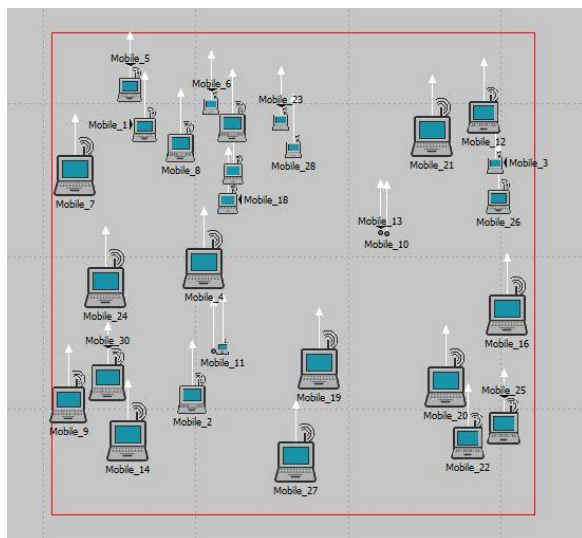 Mobile_5
Mobile_6
Mobile_23
Mobile_1
Mobile_8
Mobile_28
Mobile_21
Mobile_12
Mobile_3
Mobile_7
Mobile_18
Mobile_26
Mobile_13
Mobile_10
Mobile_24
Mobile_4
Mobile_16
Mobile_30
Mobile_11
Mobile_19
Mobile_25
Mobile_9
Mobile_2
Mobile_20
Mobile_14
Mobile_22
Mobile_27